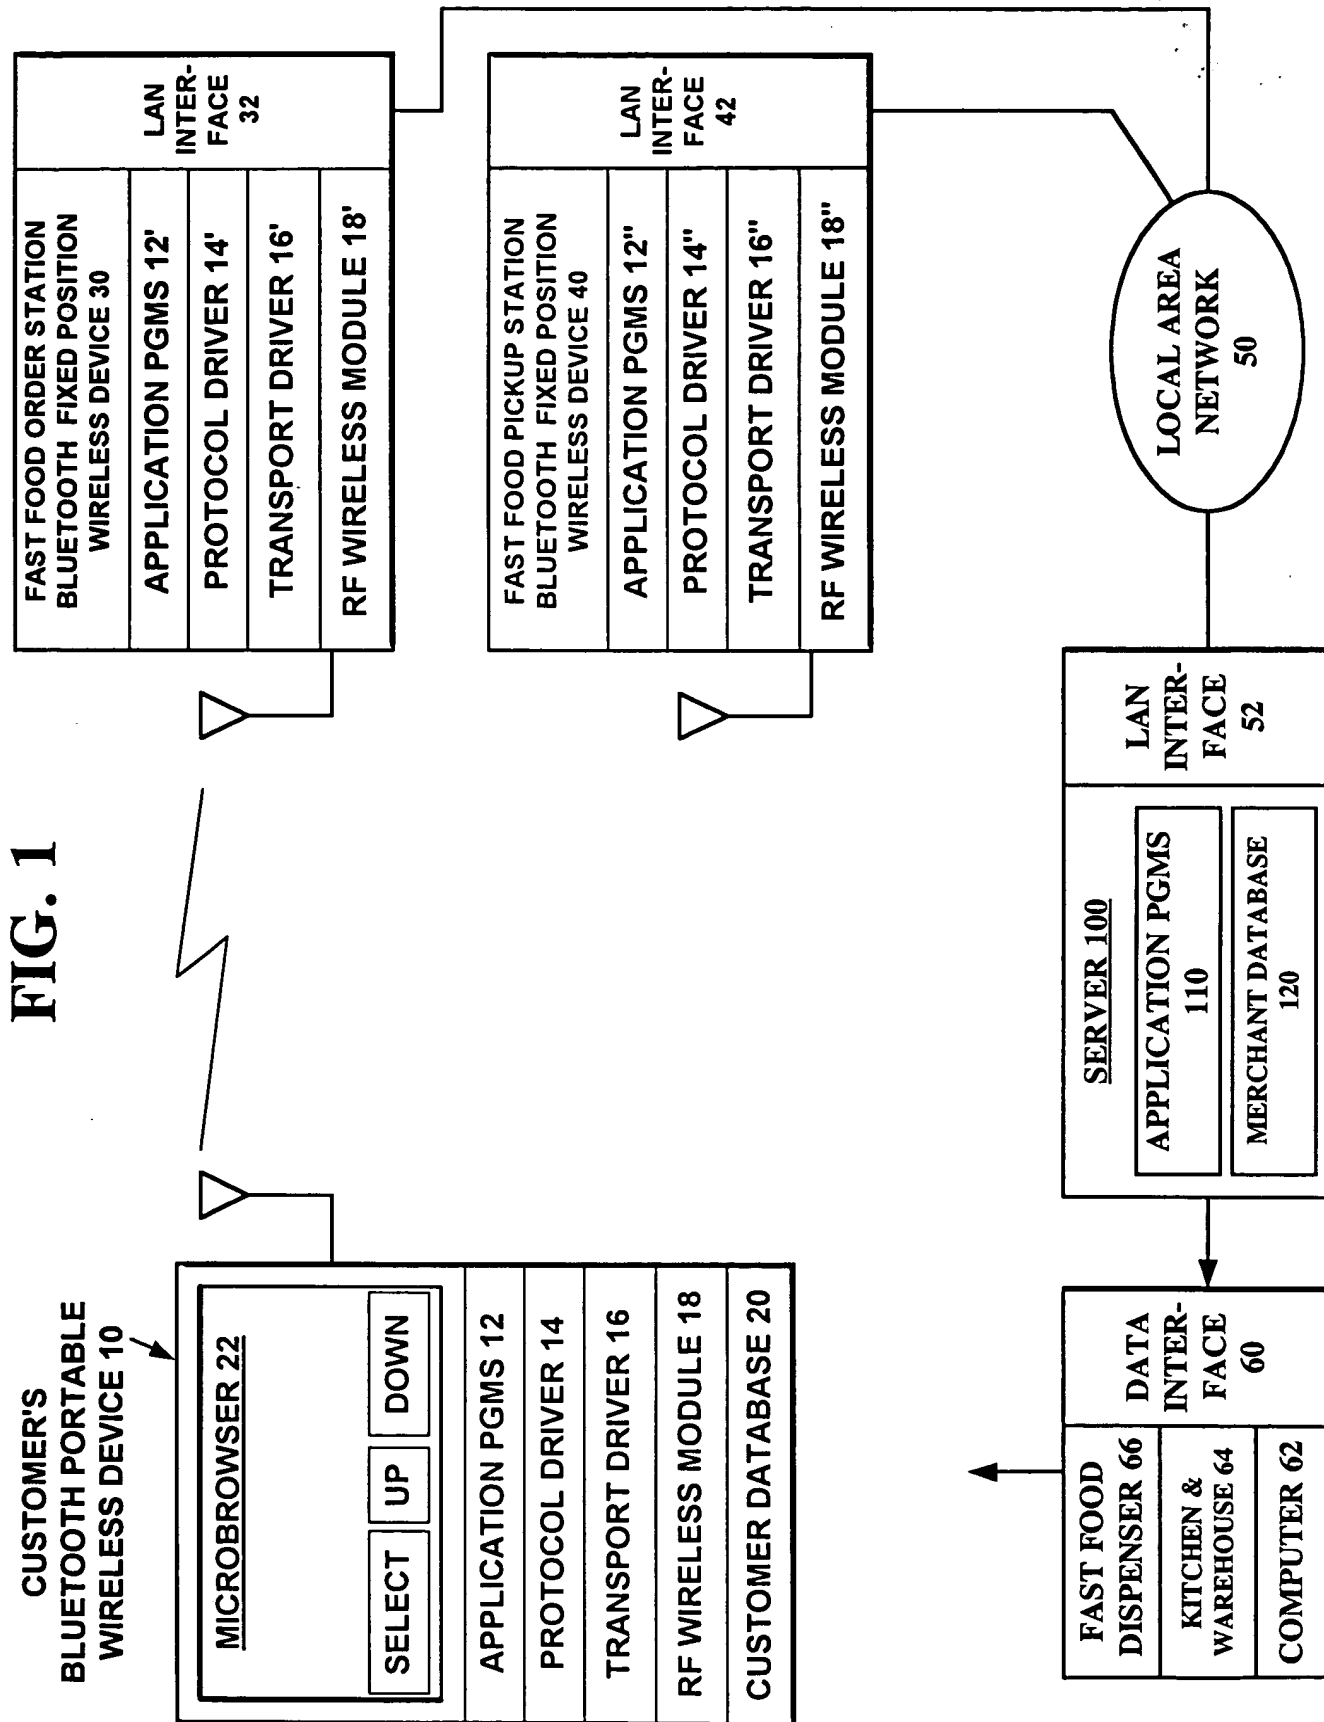 FIG. 1
CUSTOMER'S
BLUETOOTH PORTABLE
WIRELESS DEVICE 10
MICROBROWSER 22
SELECT
UP
DOWN
APPLICATION PGMS 12
PROTOCOL DRIVER 14
TRANSPORT DRIVER 16
RF WIRELESS MODULE 18
CUSTOMER DATABASE 20
FAST FOOD ORDER STATION
BLUETOOTH FIXED POSITION
WIRELESS DEVICE 30
APPLICATION PGMS 12'
PROTOCOL DRIVER 14'
TRANSPORT DRIVER 16'
RF WIRELESS MODULE 18'
LAN
INTER-
FACE
32
FAST FOOD PICKUP STATION
BLUETOOTH FIXED POSITION
WIRELESS DEVICE 40
APPLICATION PGMS 12"
PROTOCOL DRIVER 14"
TRANSPORT DRIVER 16"
RF WIRELESS MODULE 18"
LAN
INTER-
FACE
42
FAST FOOD
DISPENSER 66
KITCHEN &
WAREHOUSE 64
COMPUTER 62
DATA
INTER-
FACE
60
SERVER 100
APPLICATION PGMS
110
MERCHANT DATABASE
120
LAN
INTER-
FACE
52
LOCAL AREA
NETWORK
50